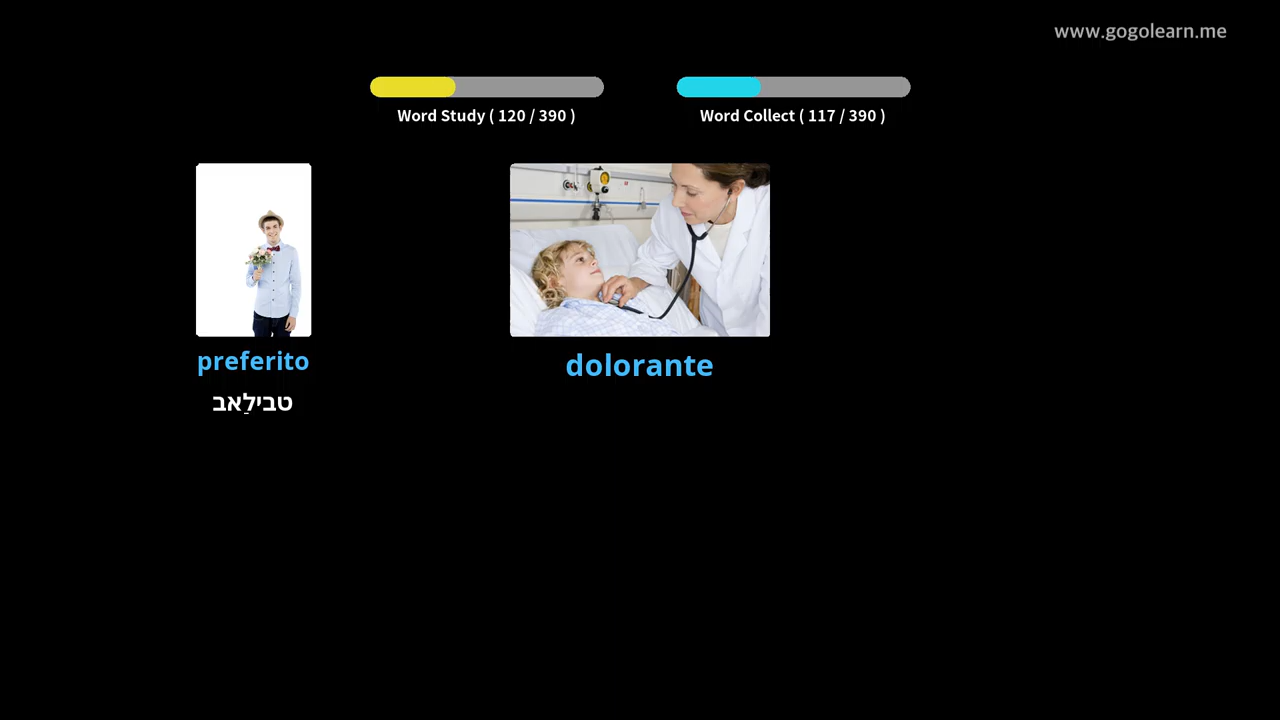 www.gogolearn.me
Word Study ( 120 / 390 )
Word Collect ( 117 / 390 )
preferito
dolorante
טבילַאב